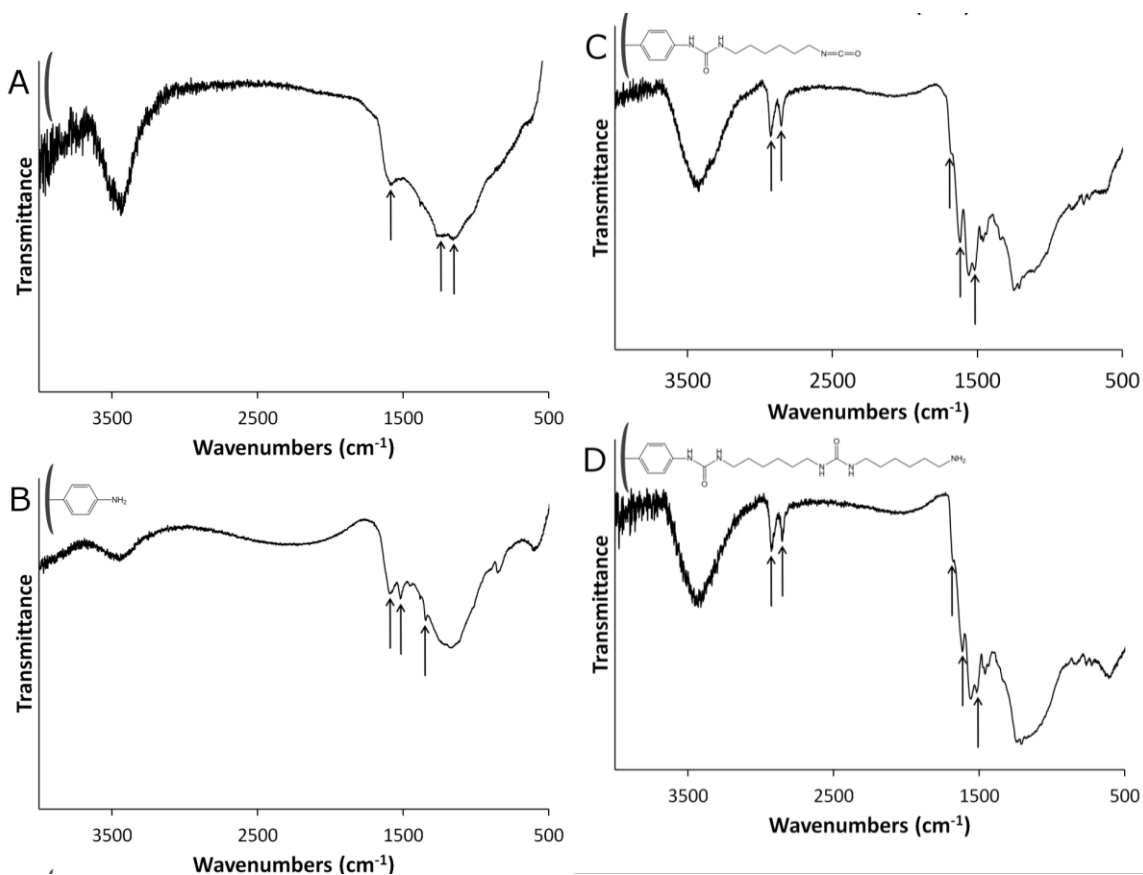 A
Transmittance
3500 2500 1500 500
Wavenumbers (cm-1)
B
NH2
Transmittance
3500 2500 1500 500
Wavenumbers (cm-1)
C
H
N
O
N
H
N=C=O
Transmittance
3500 2500 1500 500
Wavenumbers (cm-1)
D
H
N
O
N
H
H
N
O
N
H
NH2
Transmittance
3500 2500 1500 500
Wavenumbers (cm-1)